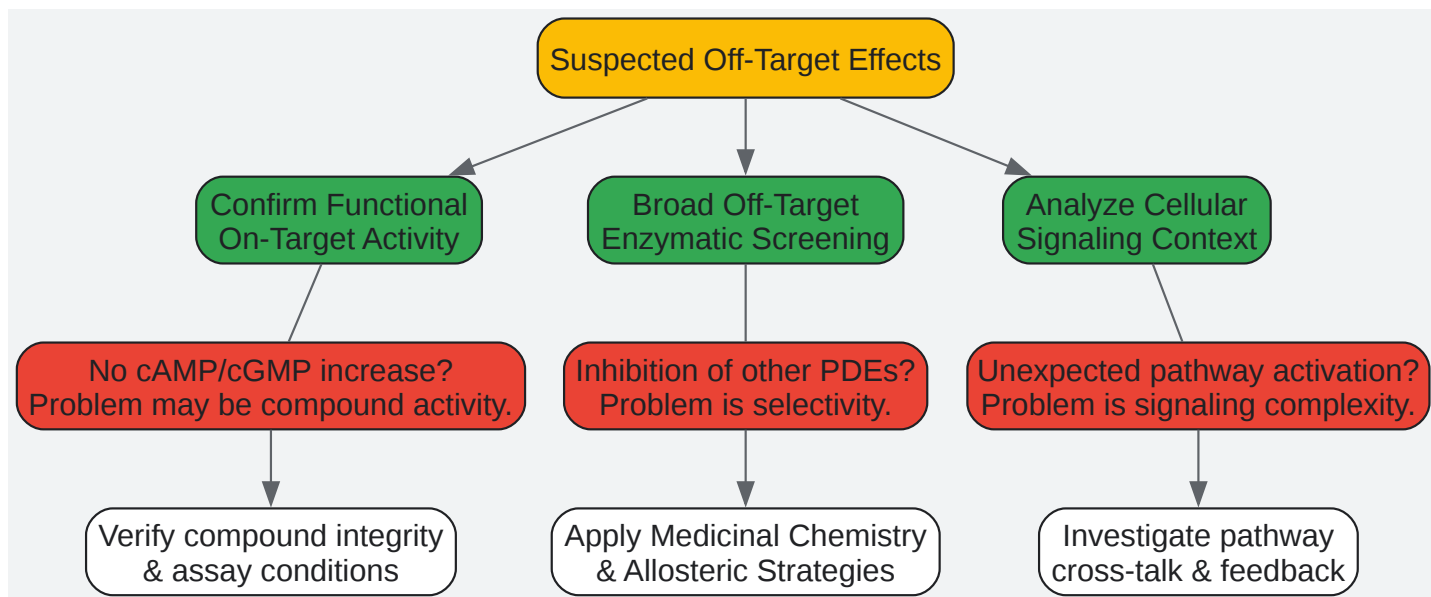 Suspected Off-Target Effects
Confirm Functional
On-Target Activity
Broad Off-Target
Enzymatic Screening
Analyze Cellular
Signaling Context
No cAMP/cGMP increase?
Problem may be compound activity.
Inhibition of other PDEs?
Problem is selectivity.
Unexpected pathway activation?
Problem is signaling complexity.
Verify compound integrity
& assay conditions
Apply Medicinal Chemistry
& Allosteric Strategies
Investigate pathway
cross-talk & feedback